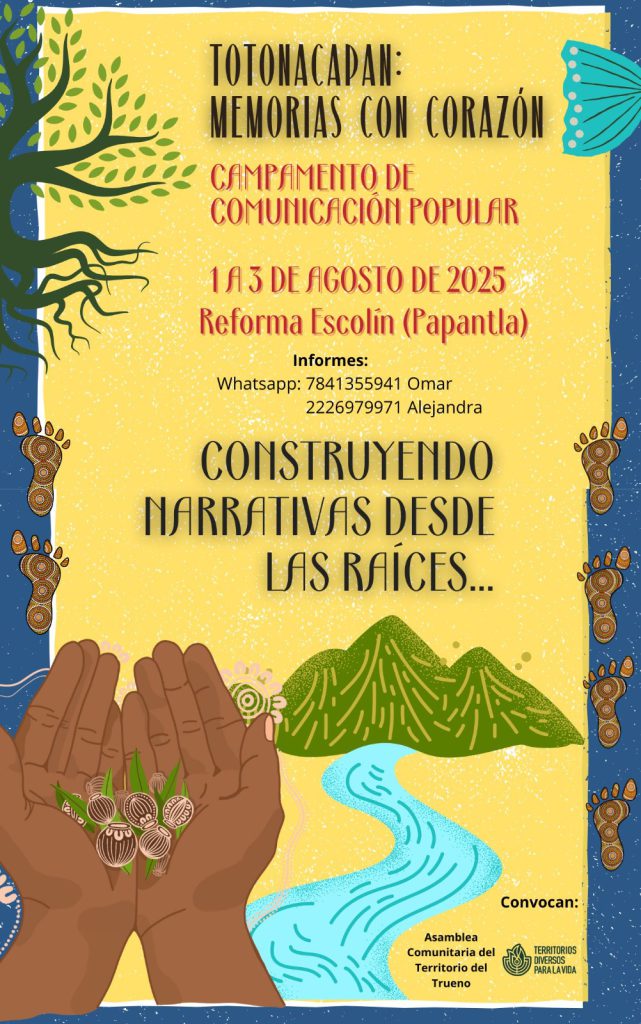 TOTONACAPAN:
MEMORIAS CON CORAZÓN
CAMPAMENTO DE
COMUNICACIÓN POPULAR
1 A 3 DE AGOSTO DE 2025
Reforma Escolín (Papantla)
Informes:
Whatsapp: 7841355941 Omar
2226979971 Alejandra
CONSTRUYENDO
NARRATIVAS DESDE
LAS RAÍCES...
Convocan:
Asamblea
Comunitaria del
Territorio del
Trueno
TERRITORIOS
DIVERSOS
PARA LA VIDA